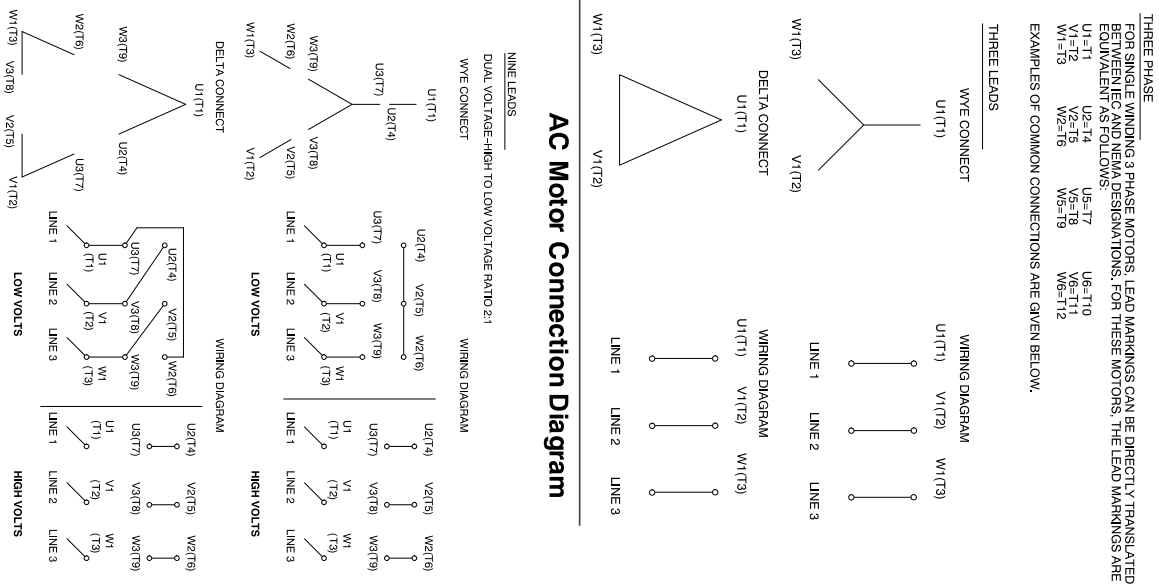 THREE PHASE
FOR SINGLE WINDING 3 PHASE MOTORS, LEAD MARKINGS CAN BE DIRECTLY TRANSLATED
BETWEEN IEC AND NEMA DESIGNATIONS. FOR THESE MOTORS, THE LEAD MARKINGS ARE
EQUIVALENT AS FOLLOWS:
U1=T1 U2=T4 U5=T7 U6=T10
V1=T2 V2=T5 V5=T8 V6=T11
W1=T3 W2=T6 W5=T9 W6=T12
EXAMPLES OF COMMON CONNECTIONS ARE GIVEN BELOW.
THREE LEADS
WYE CONNECT WIRING DIAGRAM
U1(T1) U1(T1) V1(T2) W1(T3)
W1(T3) V1(T2) LINE 1 LINE 2 LINE 3
DELTA CONNECT WIRING DIAGRAM
U1(T1) U1(T1) V1(T2) W1(T3)
W1(T3) V1(T2) LINE 1 LINE 2 LINE 3
AC Motor Connection Diagram
NINE LEADS
DUAL VOLTAGE-HIGH TO LOW VOLTAGE RATIO 2:1
WYE CONNECT WIRING DIAGRAM
U1(T1)
U2(T4) V2(T5) W2(T6) U2(T4) V2(T5) W2(T6)
U2(T4)
U3(T7)
U3(T7) V3(T8) W3(T9) U3(T7) V3(T8) W3(T9)
W3(T9) V3(T8)
U1 V1 W1 U1 V1 W1
(T1) (T2) (T3) (T1) (T2) (T3)
W2(T6) V2(T5)
LINE 1 LINE 2 LINE 3 LINE 1 LINE 2 LINE 3
W1(T3) V1(T2)
LOW VOLTS HIGH VOLTS
DELTA CONNECT WIRING DIAGRAM
U1(T1)
U2(T4) V2(T5) W2(T6) U2(T4) V2(T5) W2(T6)
W3(T9) U2(T4)
U3(T7) V3(T8) W3(T9) U3(T7) V3(T8) W3(T9)
U1 V1 W1 U1 V1 W1
(T1) (T2) (T3) (T1) (T2) (T3)
W2(T6) U3(T7)
LINE 1 LINE 2 LINE 3 LINE 1 LINE 2 LINE 3
W1(T3) V3(T8) V2(T5) V1(T2)
LOW VOLTS HIGH VOLTS